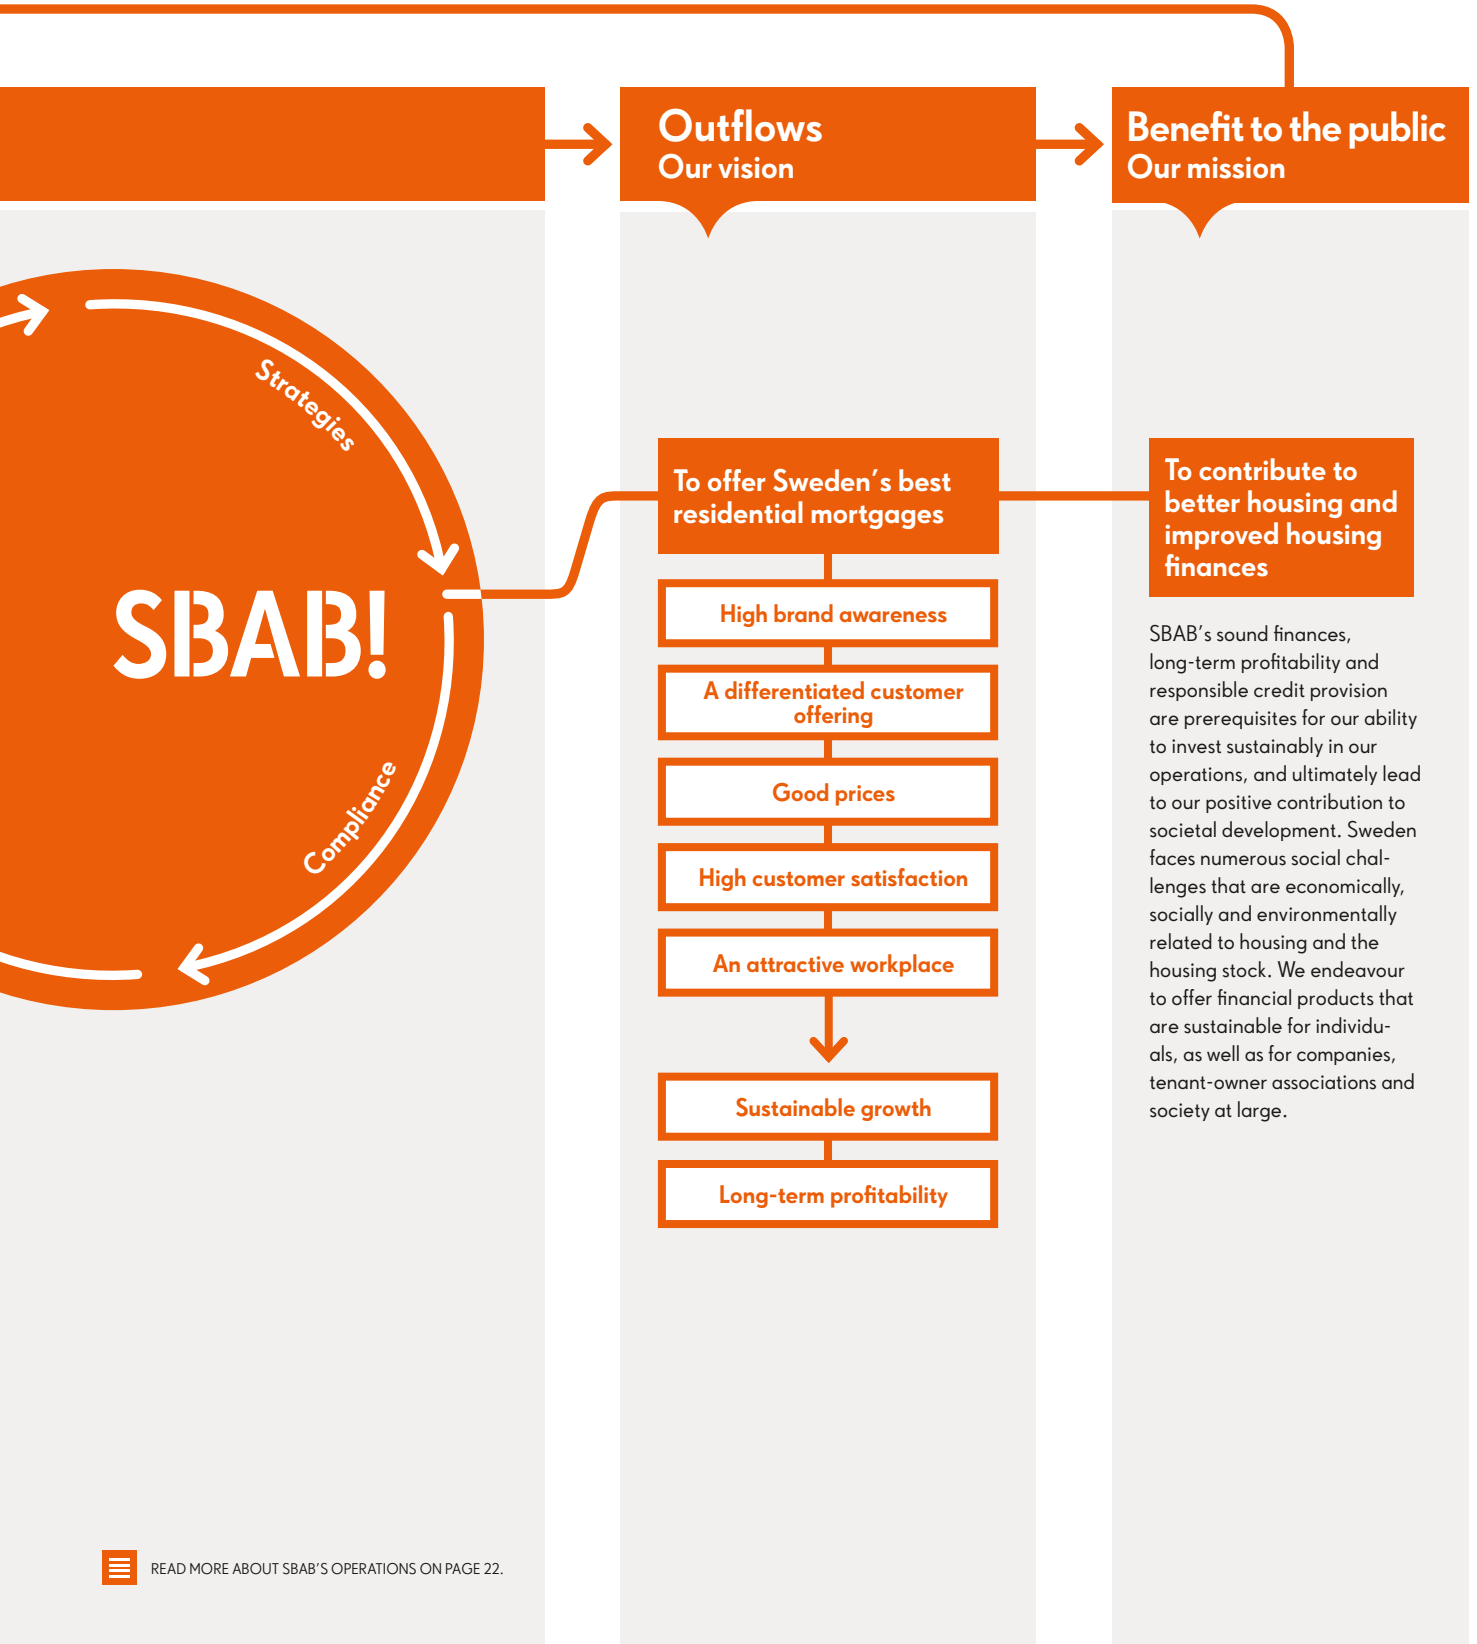 Outflows
Our vision
Benefit to the public
Our mission
Strategies
SBAB!
Compliance
To offer Sweden's best
residential mortgages
High brand awareness
A differentiated customer
offering
Good prices
High customer satisfaction
An attractive workplace
Sustainable growth
Long-term profitability
To contribute to
better housing and
improved housing
finances
SBAB's sound finances,
long-term profitability and
responsible credit provision
are prerequisites for our ability
to invest sustainably in our
operations, and ultimately lead
to our positive contribution to
societal development. Sweden
faces numerous social chal-
lenges that are economically,
socially and environmentally
related to housing and the
housing stock. We endeavour
to offer financial products that
are sustainable for individu-
als, as well as for companies,
tenant-owner associations and
society at large.
READ MORE ABOUT SBAB'S OPERATIONS ON PAGE 22.